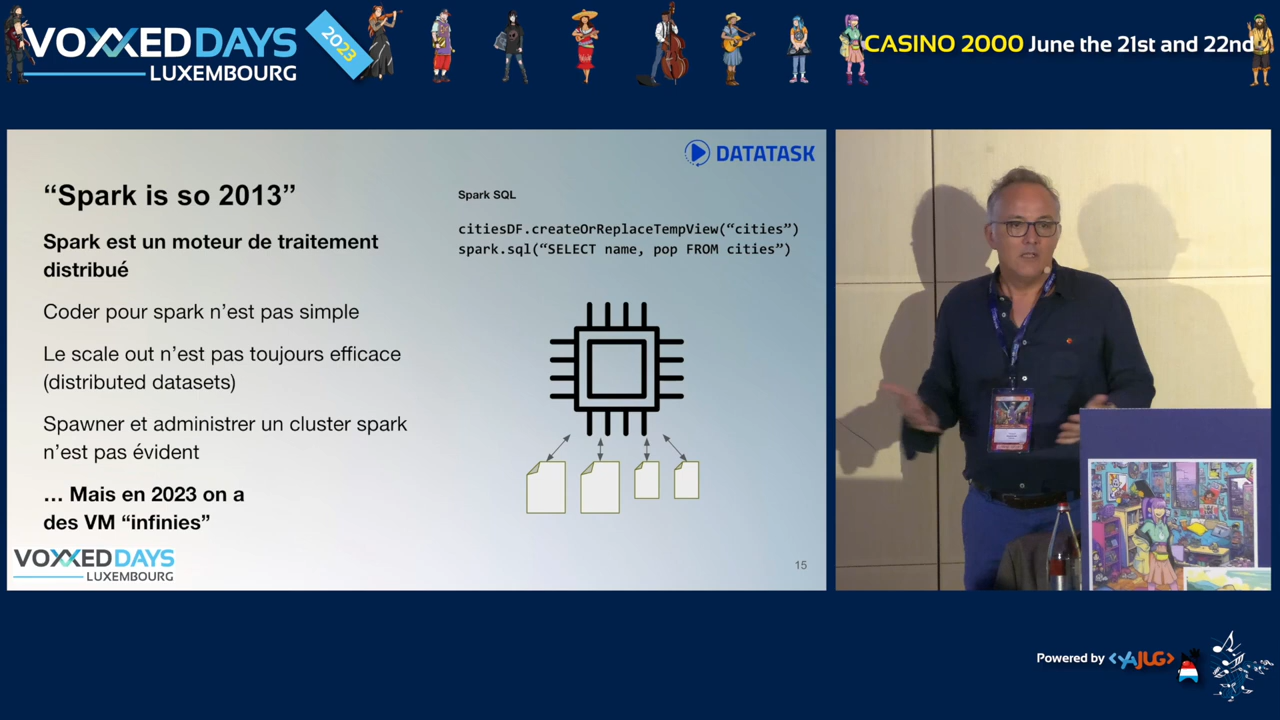 VOXXED DAYS
LUXEMBOURG
2023
CASINO 2000 June the 21st and 22nd
DATATASK
“Spark is so 2013”
Spark est un moteur de traitement
distribué
Coder pour spark n’est pas simple
Le scale out n’est pas toujours efficace
(distributed datasets)
Spawner et administrer un cluster spark
n’est pas évident
… Mais en 2023 on a
des VM “infinies”
Spark SQL
citiesDF.createOrReplaceTempView(“cities”)
spark.sql(“SELECT name, pop FROM cities”)
VOXXED DAYS
LUXEMBOURG
15
Powered by <YAJUG>